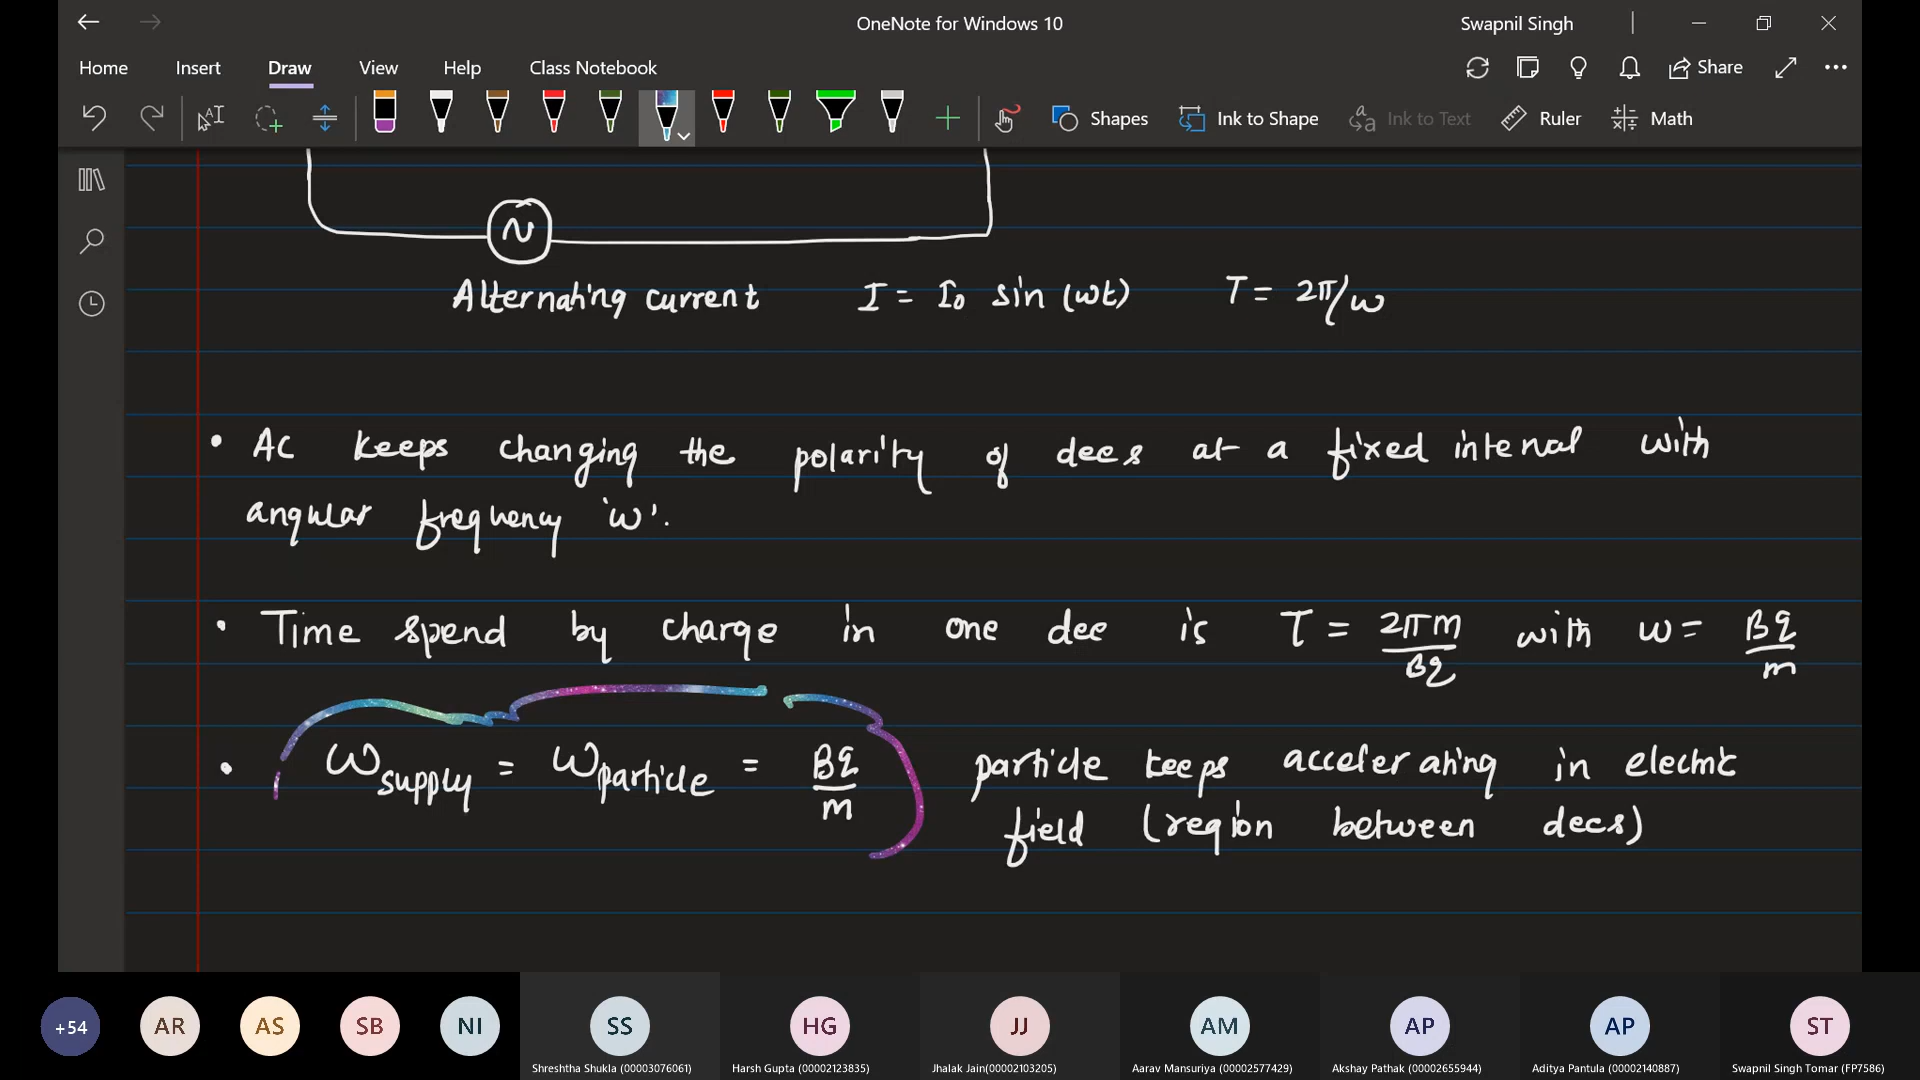 OneNote for Windows 10
Swapnil Singh
Home Insert Draw View Help Class Notebook
Share
Shapes Ink to Shape Ink to Text Ruler Math
Alternating current I = I₀ sin (ωt) T = 2π/ω
• AC keeps changing the polarity of dees at a fixed interval with
angular frequency 'ω'.
• Time spend by charge in one dee is T = 2πm/Bq with ω = Bq/m
• ω supply = ω particle = Bq/m particle keeps accelerating in electric
field (region between dees)
+54 AR AS SB NI SS HG JJ AM AP AP ST
Shreshtha Shukla (00003076061) Harsh Gupta (00002123835) Jhalak Jain(00002103205) Aarav Mansuriya (00002577429) Akshay Pathak (00002655944) Aditya Pantula (00002140887) Swapnil Singh Tomar (FP7586)